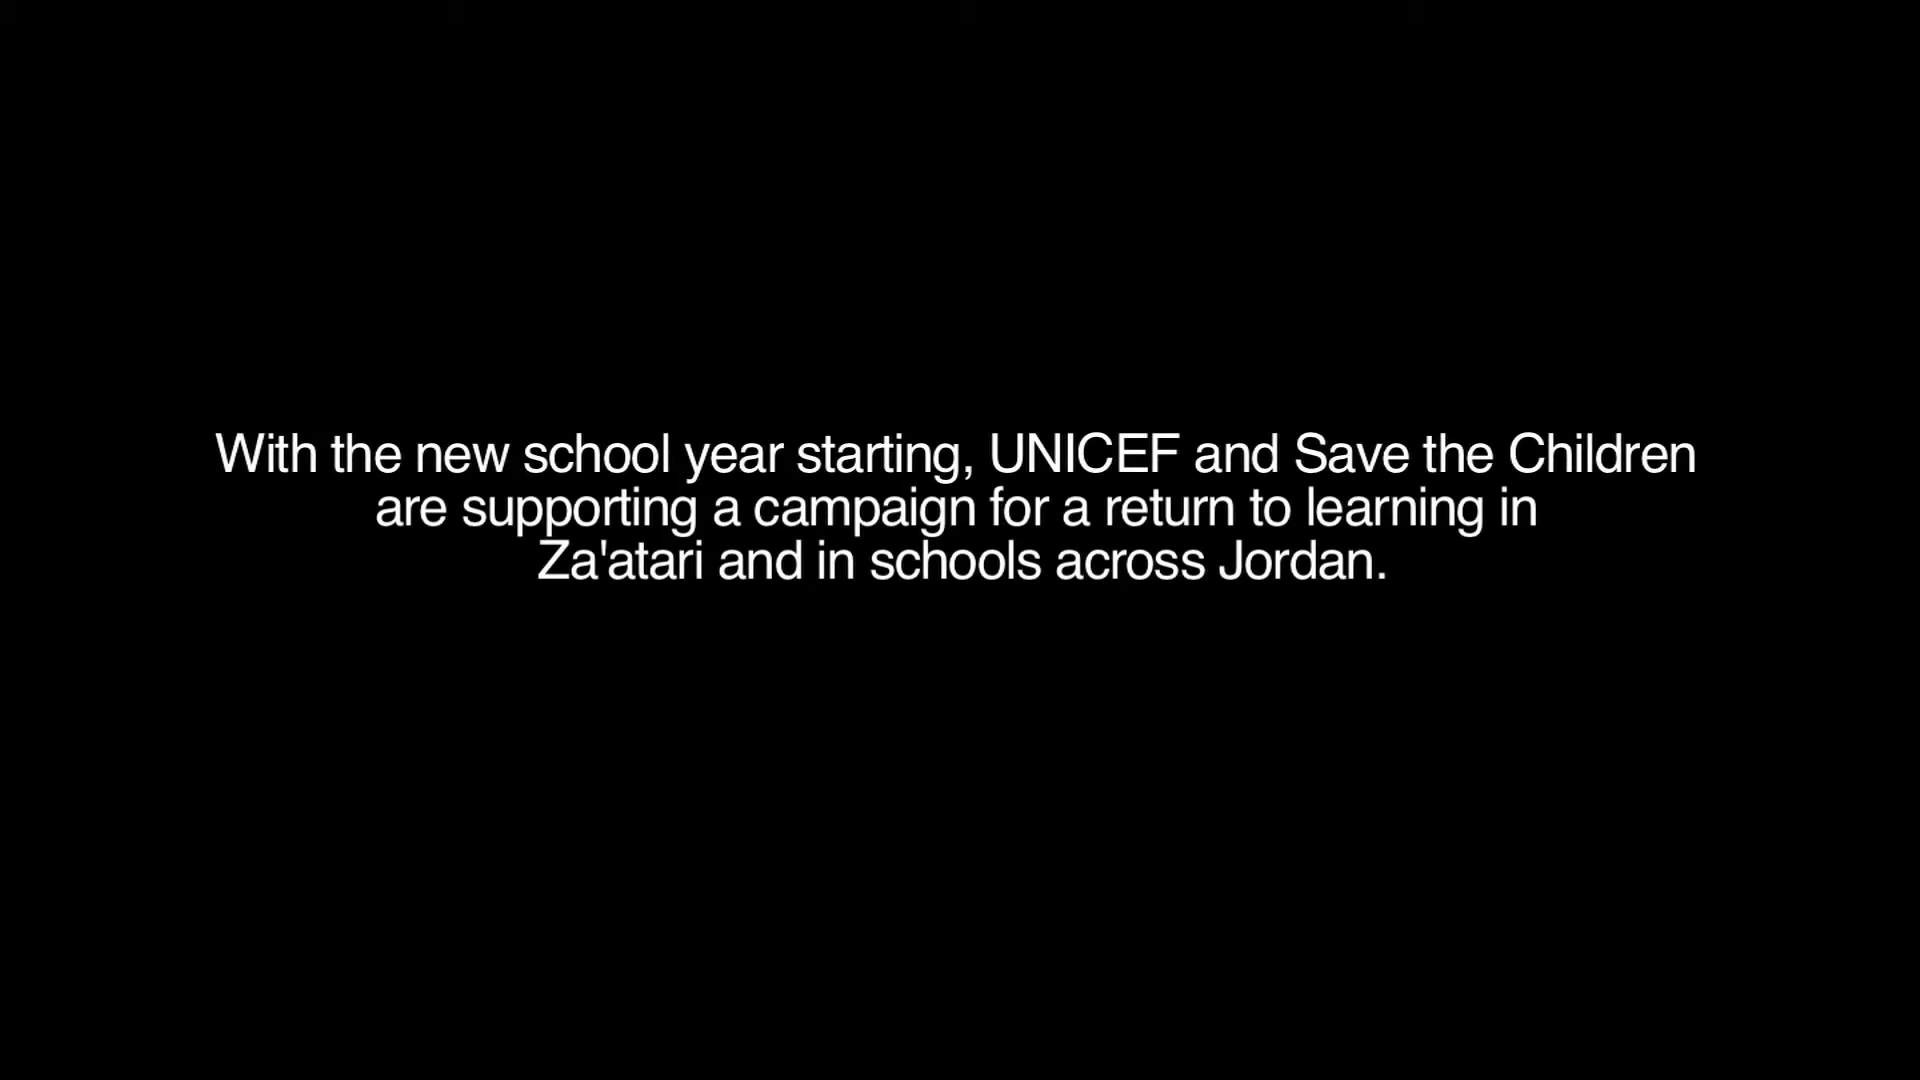 With the new school year starting, UNICEF and Save the Children
are supporting a campaign for a return to learning in
Za'atari and in schools across Jordan.